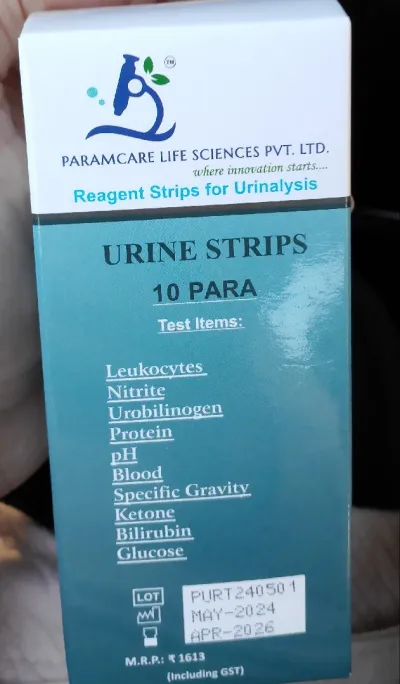 TM
PARAMCARE LIFE SCIENCES PVT. LTD.
where innovation starts....
Reagent Strips for Urinalysis
URINE STRIPS
10 PARA
Test Items:
Leukocytes
Nitrite
Urobilinogen
Protein
pH
Blood
Specific Gravity
Ketone
Bilirubin
Glucose
LOT PURT240501
MAY-2024
APR-2026
M.R.P.: ₹ 1613
(Including GST)